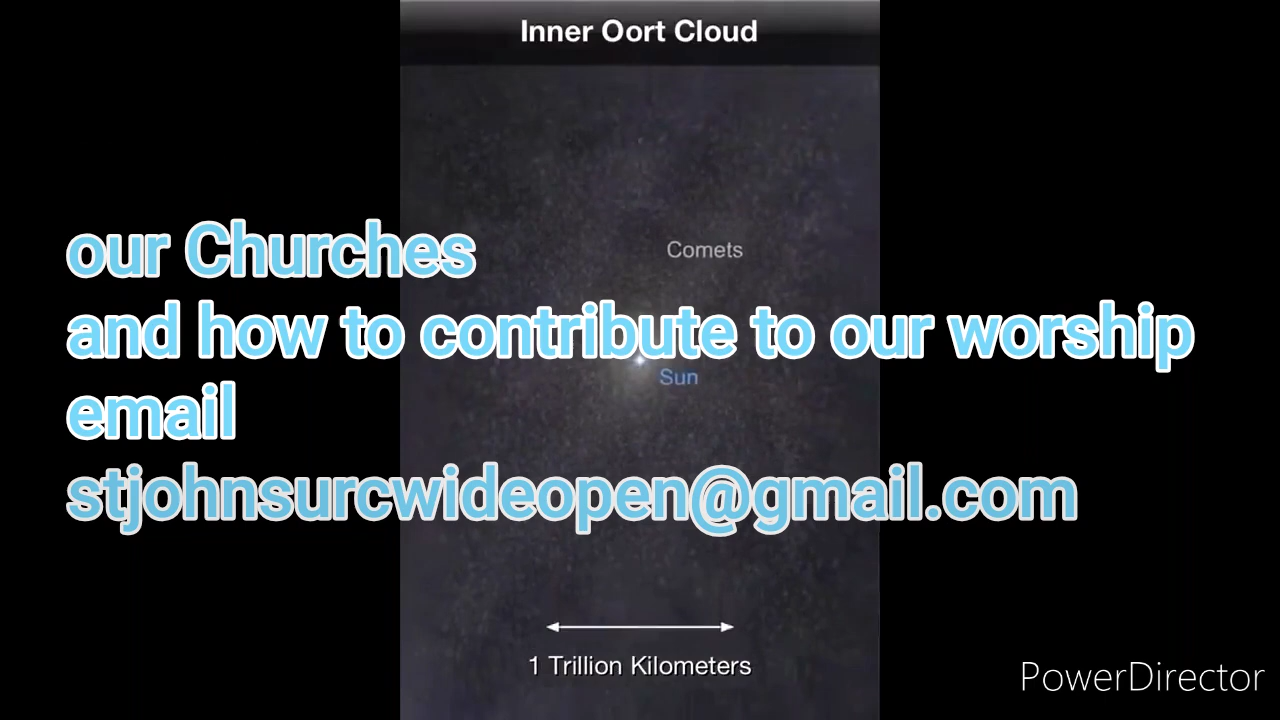 Inner Oort Cloud
Comets
our Churches
and how to contribute to our worship
Sun
email
stjohnsurcwideopen@gmail.com
1 Trillion Kilometers
PowerDirector